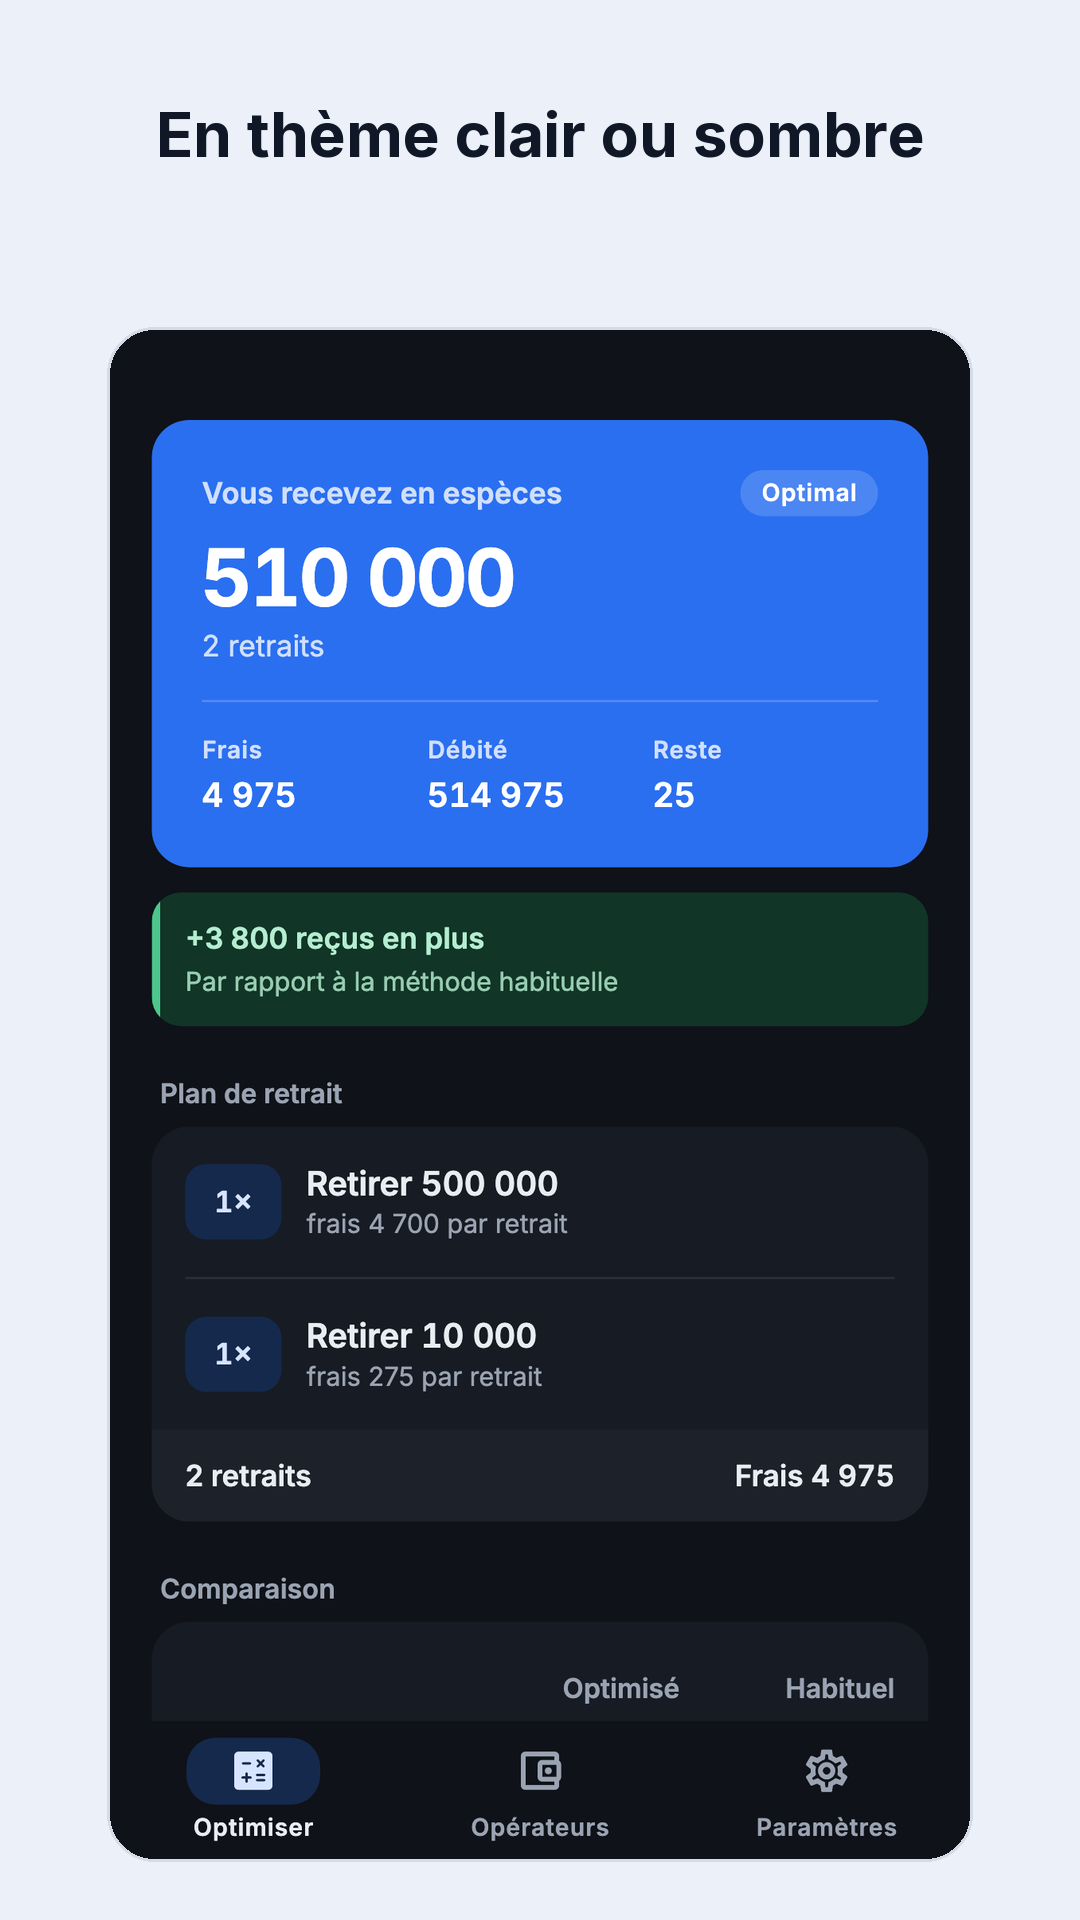 En thème clair ou sombre
Vous recevez en espèces
Optimal
510 000
2 retraits
Frais
Débité
Reste
4 975
514 975
25
+3 800 reçus en plus
Par rapport à la méthode habituelle
Plan de retrait
1×
Retirer 500 000
frais 4 700 par retrait
1×
Retirer 10 000
frais 275 par retrait
2 retraits
Frais 4 975
Comparaison
Optimisé
Habituel
Optimiser
Opérateurs
Paramètres